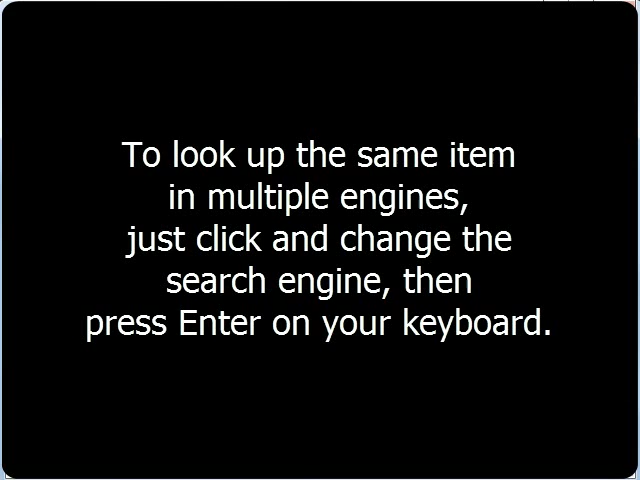 To look up the same item
in multiple engines,
just click and change the
search engine, then
press Enter on your keyboard.